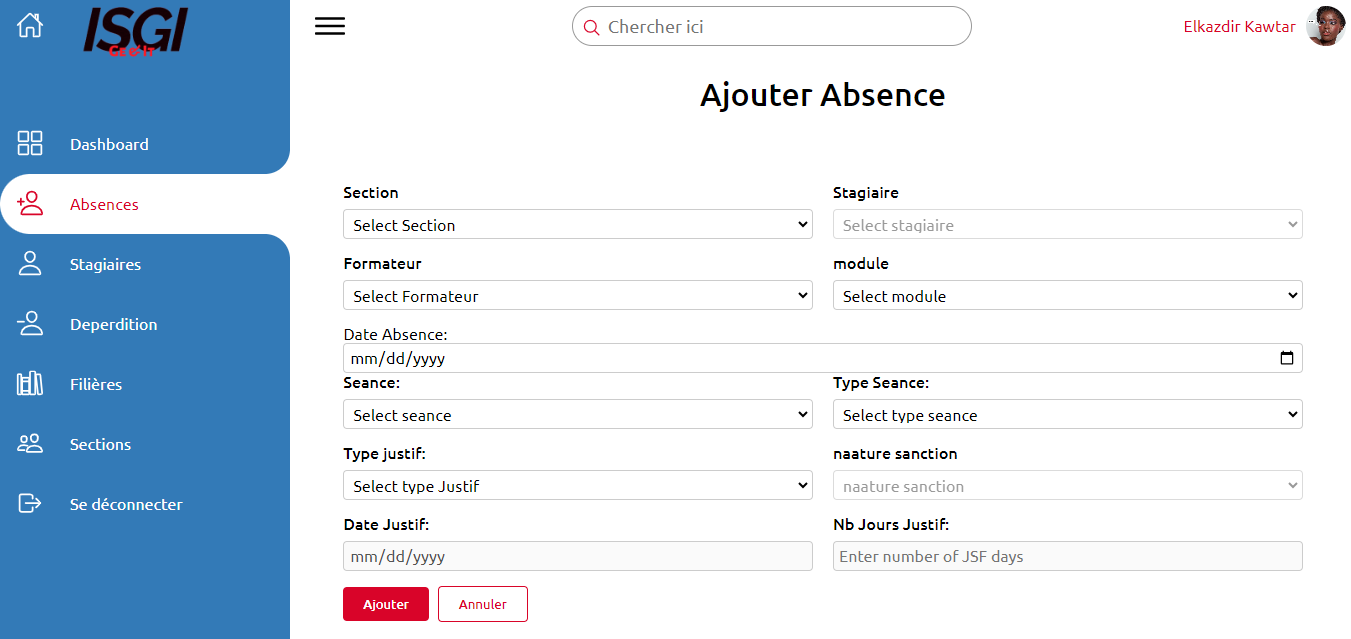 ISGI
Chercher ici
Elkazdir Kawtar
Ajouter Absence
Dashboard
Absences
Stagiaires
Deperdition
Filières
Sections
Se déconnecter
Section
Stagiaire
Select Section
Select stagiaire
Formateur
module
Select Formateur
Select module
Date Absence:
mm/dd/yyyy
Seance:
Type Seance:
Select seance
Select type seance
Type justif:
naature sanction
Select type Justif
naature sanction
Date Justif:
Nb Jours Justif:
mm/dd/yyyy
Enter number of JSF days
Ajouter
Annuler